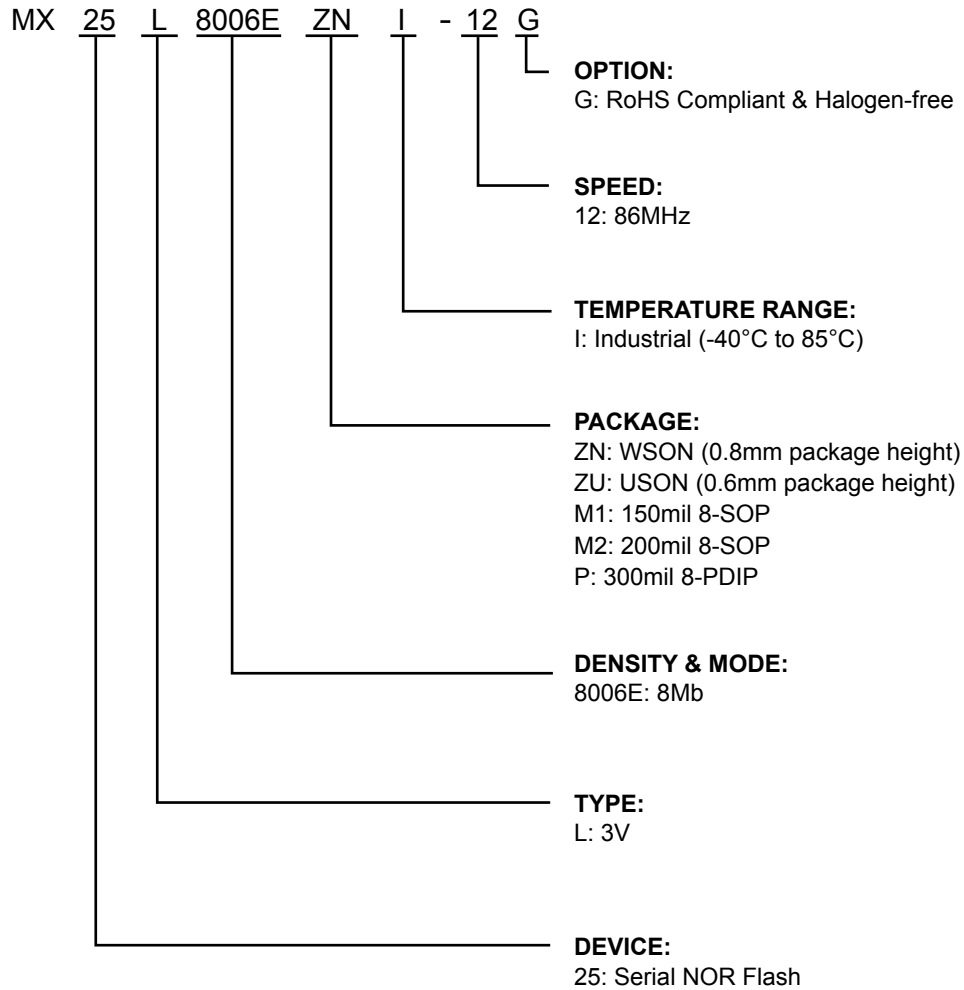 MX 25 L 8006E ZN I - 12 G
OPTION:
G: RoHS Compliant & Halogen-free
SPEED:
12: 86MHz
TEMPERATURE RANGE:
I: Industrial (-40°C to 85°C)
PACKAGE:
ZN: WSON (0.8mm package height)
ZU: USON (0.6mm package height)
M1: 150mil 8-SOP
M2: 200mil 8-SOP
P: 300mil 8-PDIP
DENSITY & MODE:
8006E: 8Mb
TYPE:
L: 3V
DEVICE:
25: Serial NOR Flash